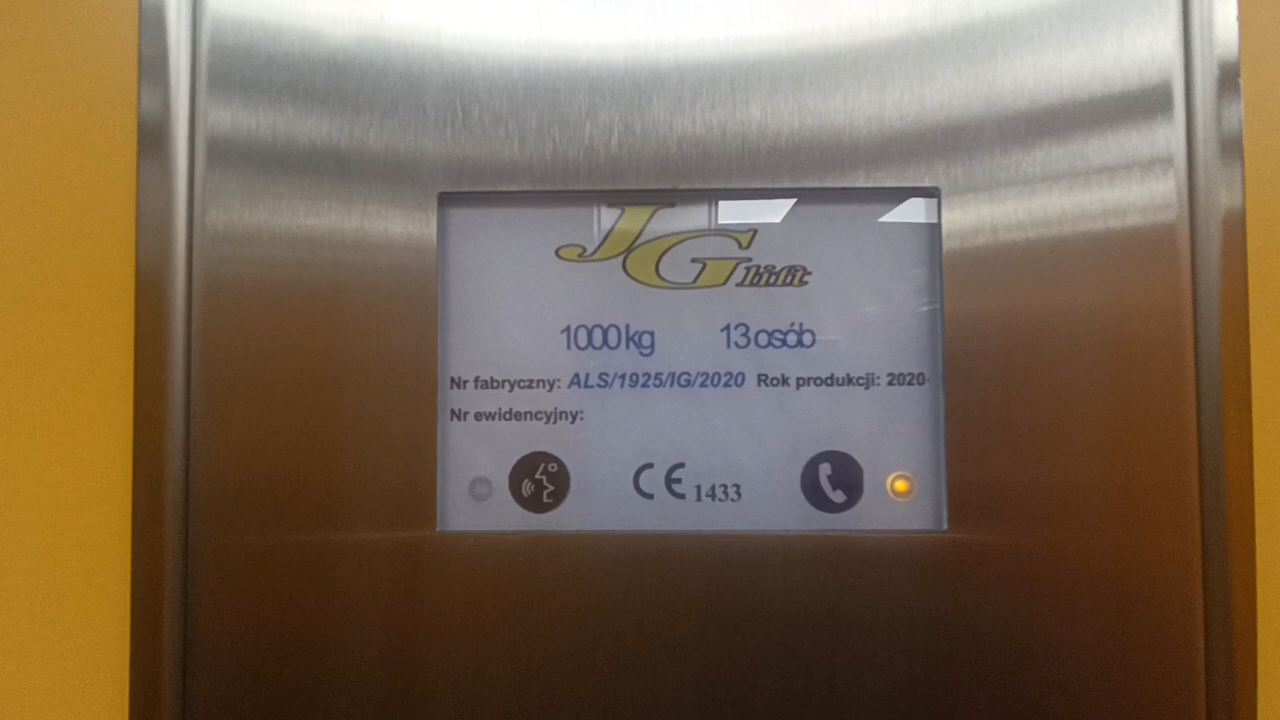 JG lift
1000 kg 13 osób
Nr fabryczny: ALS/1925/IG/2020 Rok produkcji: 2020
Nr ewidencyjny:
CE 1433